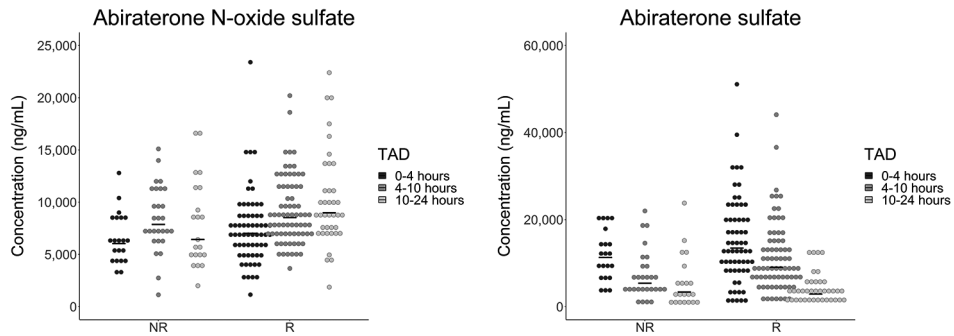 Abiraterone N-oxide sulfate
Concentration (ng/mL)
25,000
20,000
15,000
10,000
5,000
0
NR
R
TAD
0-4 hours
4-10 hours
10-24 hours
Abiraterone sulfate
Concentration (ng/mL)
60,000
40,000
20,000
0
NR
R
TAD
0-4 hours
4-10 hours
10-24 hours